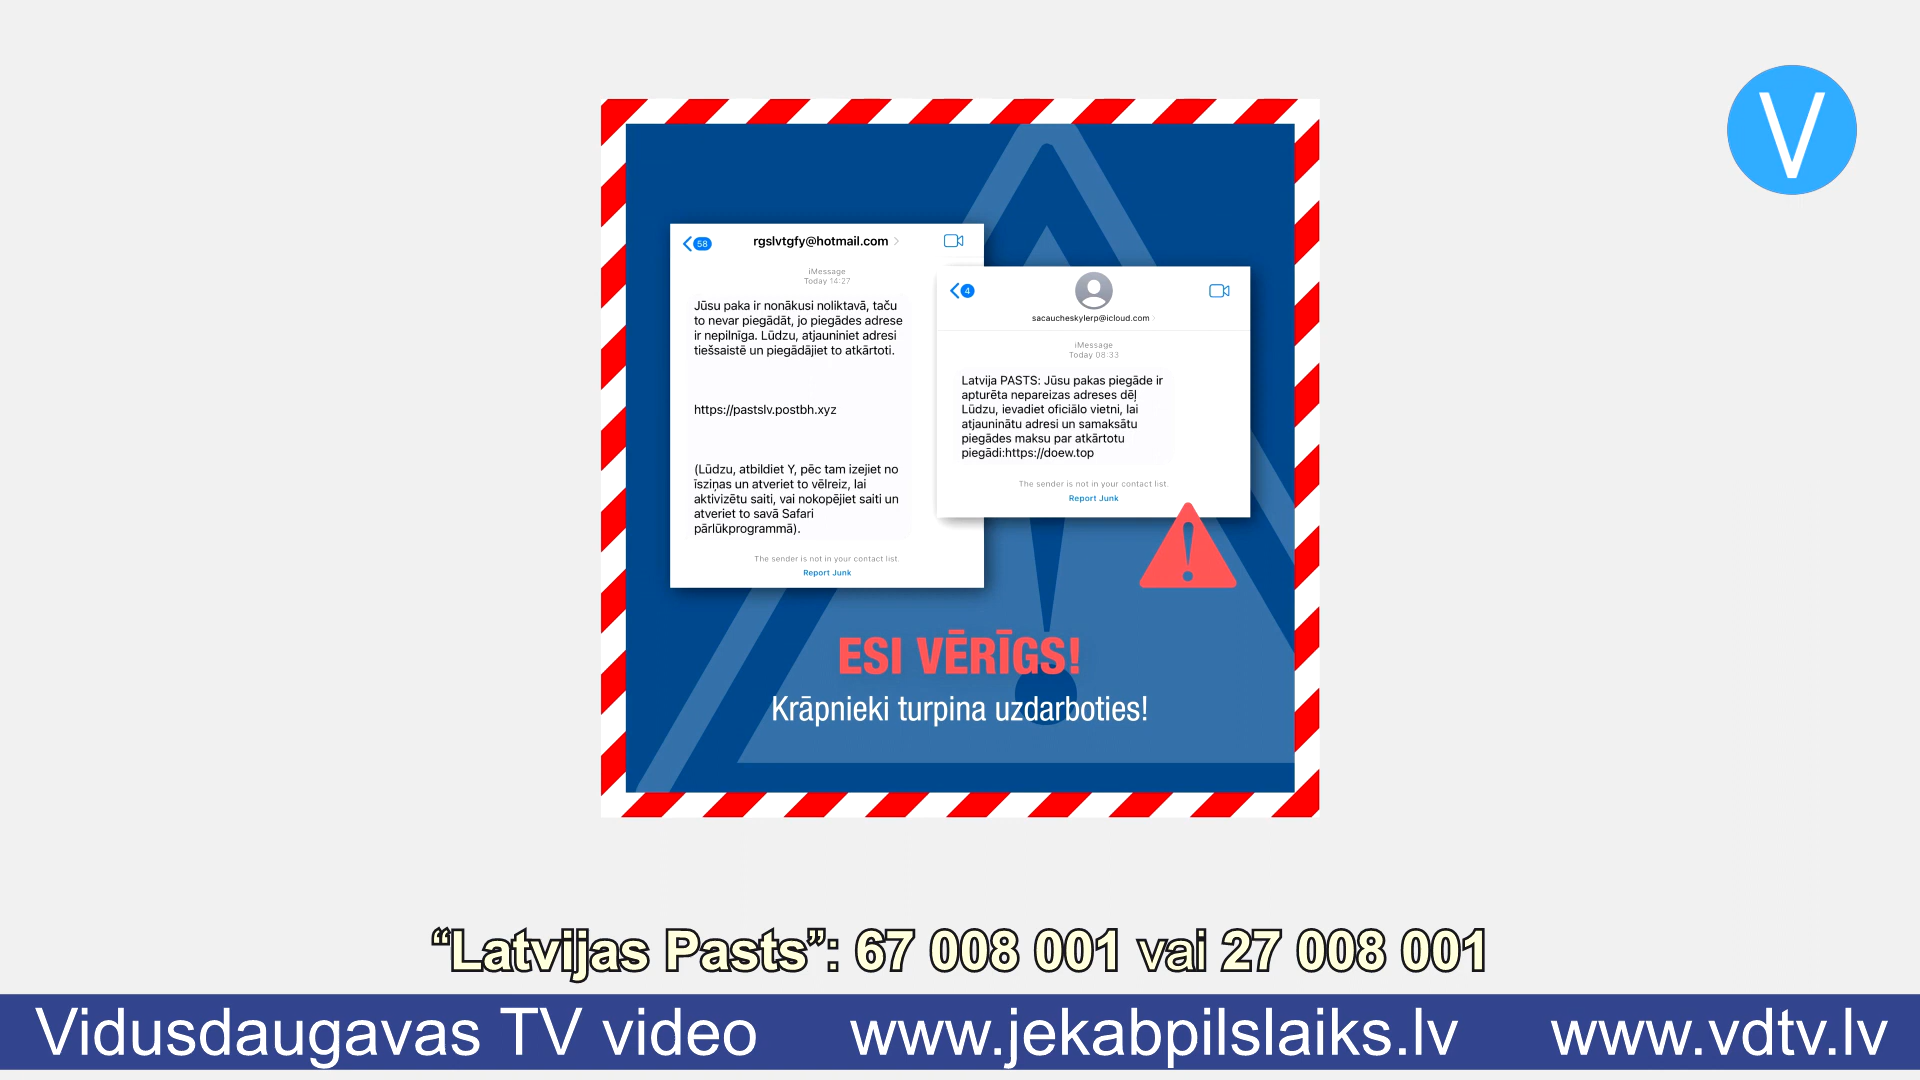 V
58
rgslvtgfy@hotmail.com
iMessage
Today 14:27
Jūsu paka ir nonākusi noliktavā, taču
to nevar piegādāt, jo piegādes adrese
ir nepilnīga. Lūdzu, atjauniniet adresi
tiešsaistē un piegādājiet to atkārtoti.
https://pastslv.postbh.xyz
(Lūdzu, atbildiet Y, pēc tam izejiet no
īsziņas un atveriet to vēlreiz, lai
aktivizētu saiti, vai nokopējiet saiti un
atveriet to savā Safari
pārlūkprogrammā).
The sender is not in your contact list.
Report Junk
4
sacaucheskylerp@icloud.com
iMessage
Today 08:33
Latvija PASTS: Jūsu pakas piegāde ir
apturēta nepareizas adreses dēļ
Lūdzu, ievadiet oficiālo vietni, lai
atjauninātu adresi un samaksātu
piegādes maksu par atkārtotu
piegādi:https://doew.top
The sender is not in your contact list.
Report Junk
ESI VĒRĪGS!
Krāpnieki turpina uzdarboties!
“Latvijas Pasts”: 67 008 001 vai 27 008 001
Vidusdaugavas TV video www.jekabpilslaiks.lv www.vdtv.lv